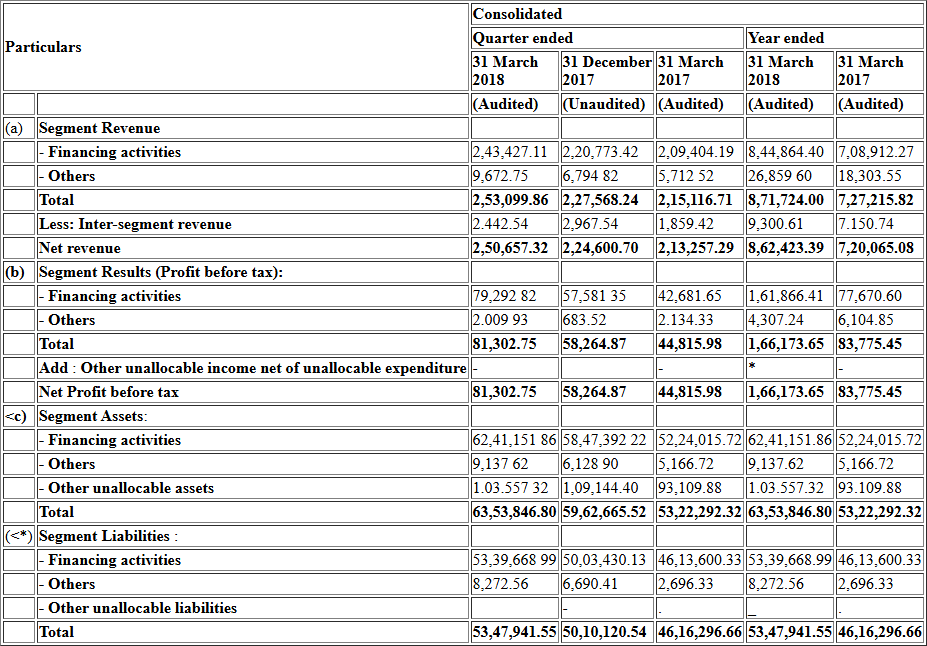 Particulars
Consolidated
Quarter ended Year ended
31 March 2018 31 December 2017 31 March 2017 31 March 2018 31 March 2017
(Audited) (Unaudited) (Audited) (Audited) (Audited)
(a) Segment Revenue
- Financing activities 2,43,427.11 2,20,773.42 2,09,404.19 8,44,864.40 7,08,912.27
- Others 9,672.75 6,794 82 5,712 52 26,859 60 18,303.55
Total 2,53,099.86 2,27,568.24 2,15,116.71 8,71,724.00 7,27,215.82
Less: Inter-segment revenue 2.442.54 2,967.54 1,859.42 9,300.61 7.150.74
Net revenue 2,50,657.32 2,24,600.70 2,13,257.29 8,62,423.39 7,20,065.08
(b) Segment Results (Profit before tax):
- Financing activities 79,292 82 57,581 35 42,681.65 1,61,866.41 77,670.60
- Others 2.009 93 683.52 2.134.33 4,307.24 6,104.85
Total 81,302.75 58,264.87 44,815.98 1,66,173.65 83,775.45
Add : Other unallocable income net of unallocable expenditure - - * -
Net Profit before tax 81,302.75 58,264.87 44,815.98 1,66,173.65 83,775.45
<c) Segment Assets:
- Financing activities 62,41,151 86 58,47,392 22 52,24,015.72 62,41,151.86 52,24,015.72
- Others 9,137 62 6,128 90 5,166.72 9,137.62 5,166.72
- Other unallocable assets 1.03.557 32 1,09,144.40 93,109.88 1.03.557.32 93.109.88
Total 63,53,846.80 59,62,665.52 53,22,292.32 63,53,846.80 53,22,292.32
(<*) Segment Liabilities :
- Financing activities 53,39,668 99 50,03,430.13 46,13,600.33 53,39,668.99 46,13,600.33
- Others 8,272.56 6,690.41 2,696.33 8,272.56 2,696.33
- Other unallocable liabilities - . _ .
Total 53,47,941.55 50,10,120.54 46,16,296.66 53,47,941.55 46,16,296.66